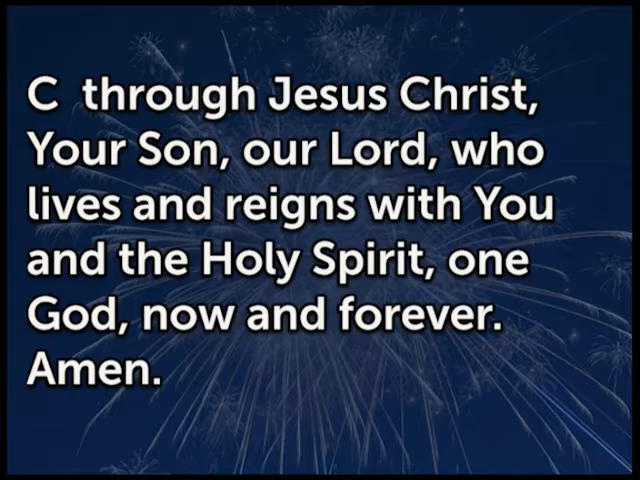 C through Jesus Christ,
Your Son, our Lord, who
lives and reigns with You
and the Holy Spirit, one
God, now and forever.
Amen.